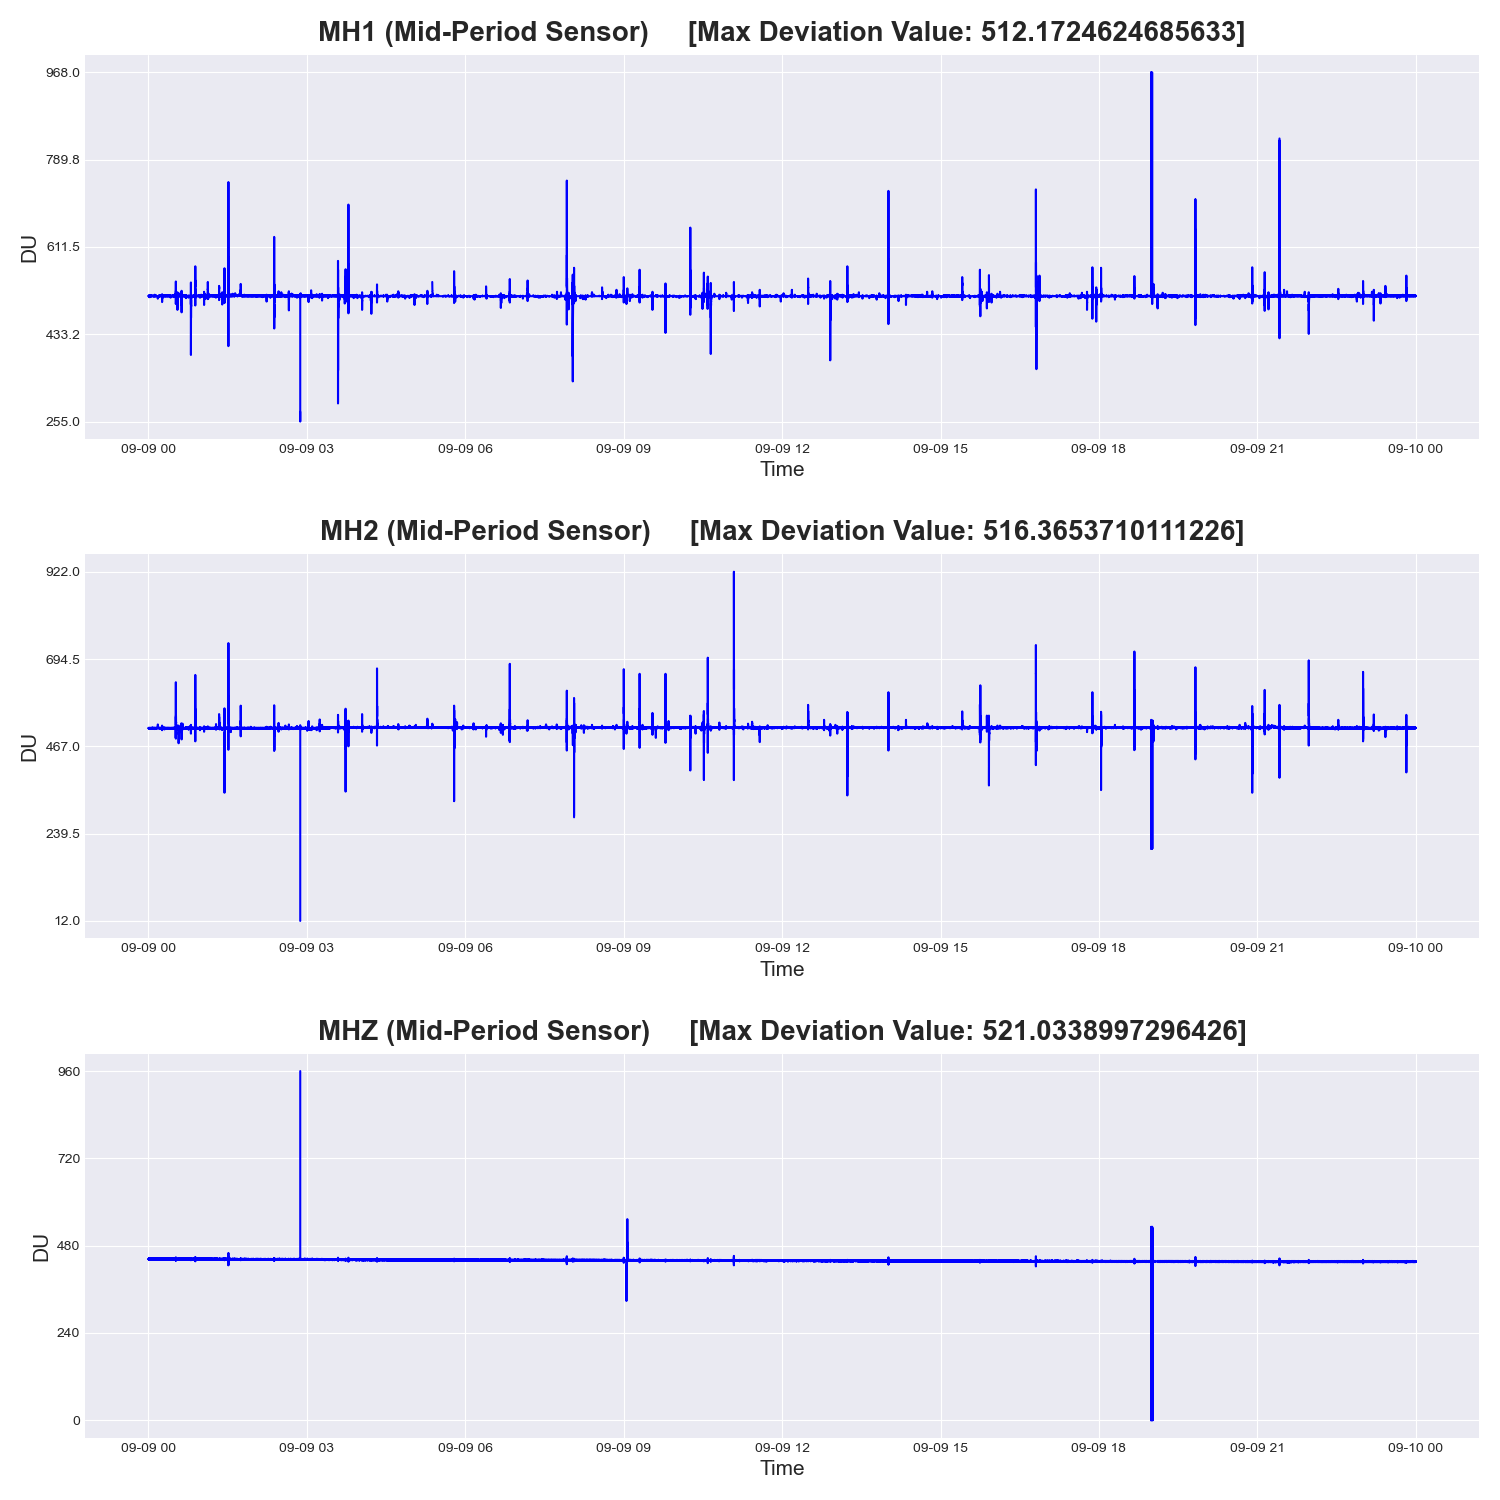 MH1 (Mid-Period Sensor) [Max Deviation Value: 512.1724624685633]
968.0
789.8
611.5
433.2
255.0
DU
09-09 00 09-09 03 09-09 06 09-09 09 09-09 12 09-09 15 09-09 18 09-09 21 09-10 00
Time
MH2 (Mid-Period Sensor) [Max Deviation Value: 516.3653710111226]
922.0
694.5
467.0
239.5
12.0
DU
09-09 00 09-09 03 09-09 06 09-09 09 09-09 12 09-09 15 09-09 18 09-09 21 09-10 00
Time
MHZ (Mid-Period Sensor) [Max Deviation Value: 521.0338997296426]
960
720
480
240
0
DU
09-09 00 09-09 03 09-09 06 09-09 09 09-09 12 09-09 15 09-09 18 09-09 21 09-10 00
Time